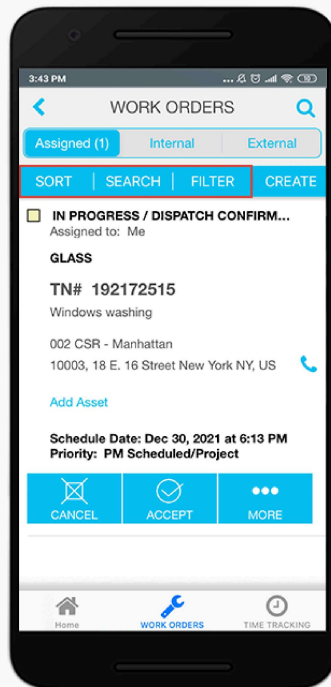 3:43 PM
WORK ORDERS
Assigned (1) Internal External
SORT | SEARCH | FILTER CREATE
IN PROGRESS / DISPATCH CONFIRM...
Assigned to: Me
GLASS
TN# 192172515
Windows washing
002 CSR - Manhattan
10003, 18 E. 16 Street New York NY, US
Add Asset
Schedule Date: Dec 30, 2021 at 6:13 PM
Priority: PM Scheduled/Project
CANCEL ACCEPT MORE
Home WORK ORDERS TIME TRACKING